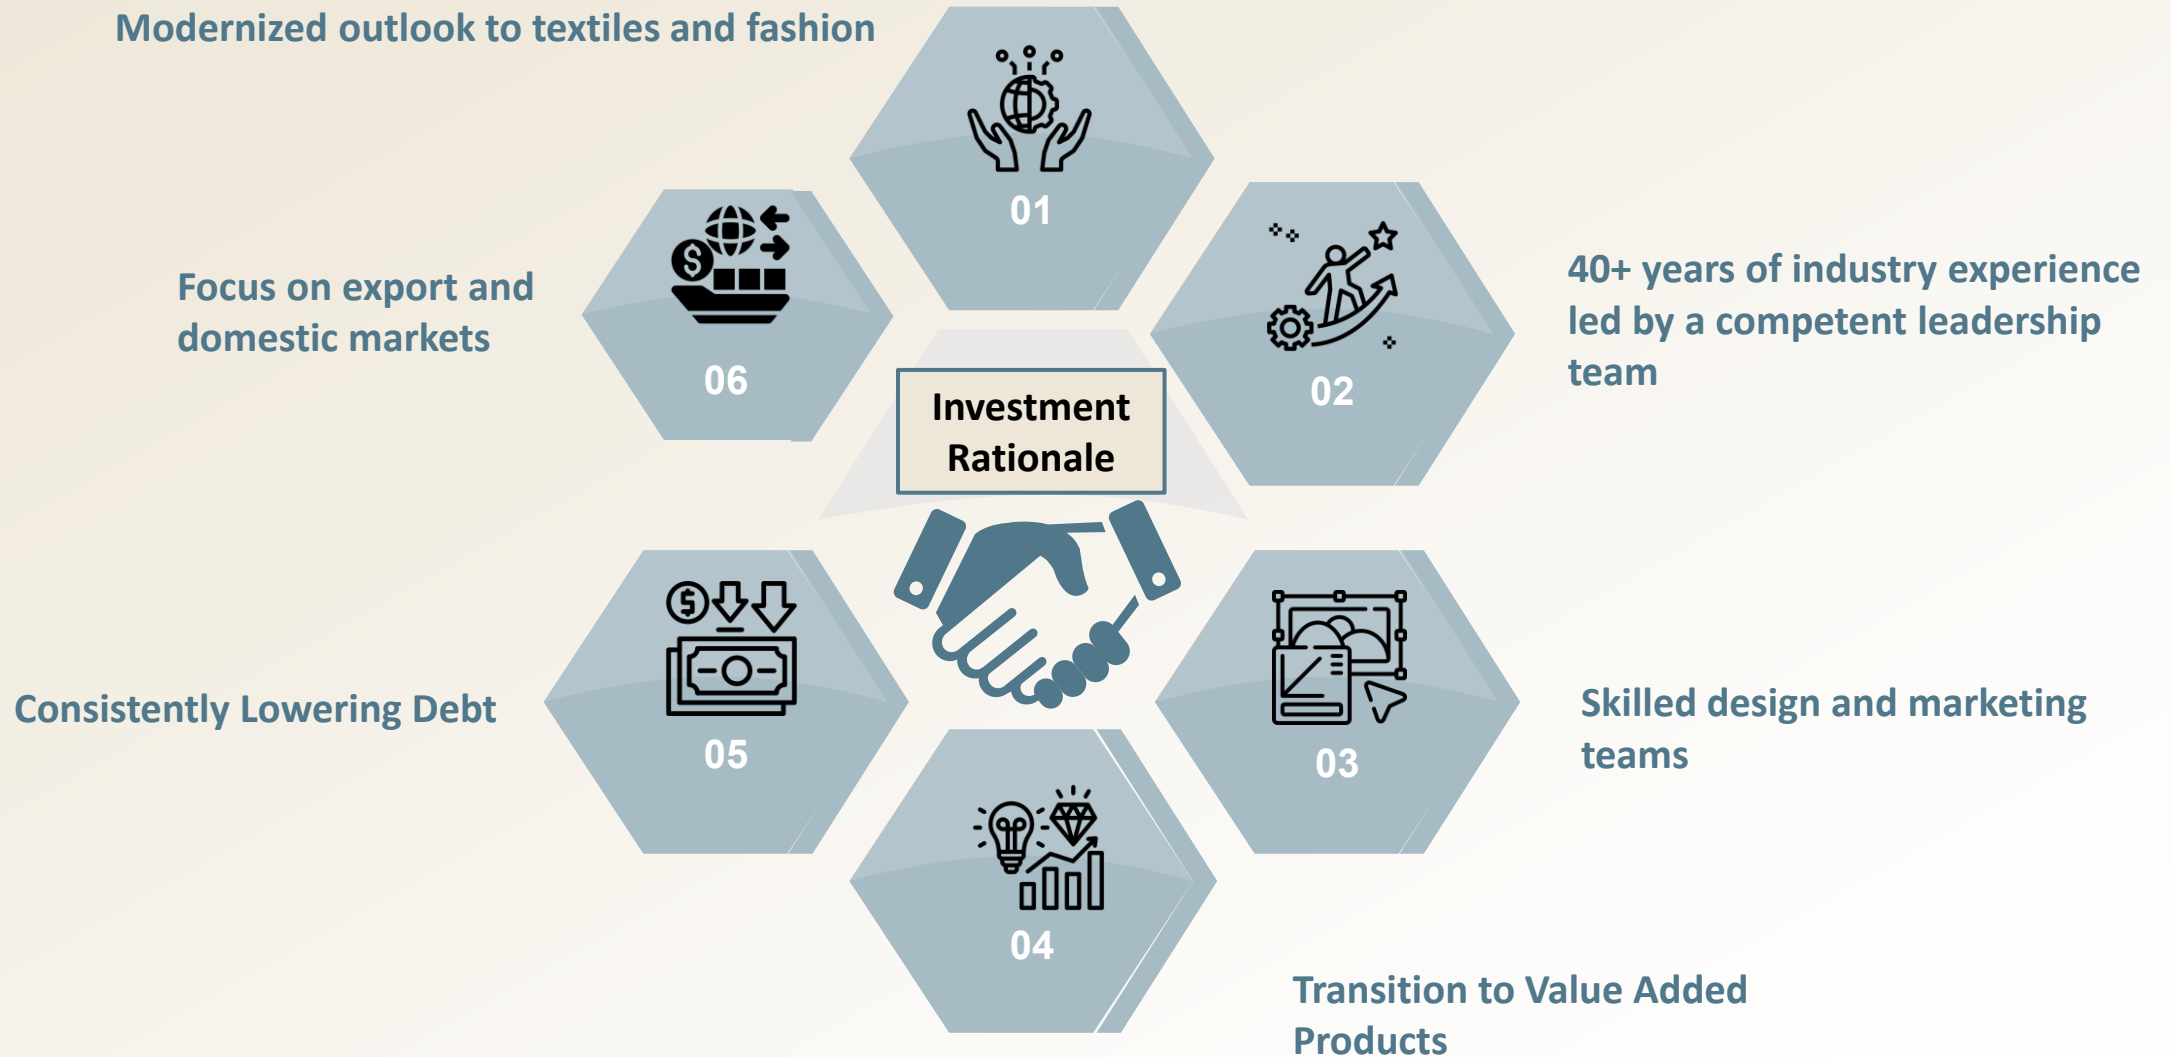 Modernized outlook to textiles and fashion
01
02
40+ years of industry experience
led by a competent leadership
team
03
Skilled design and marketing
teams
04
Transition to Value Added
Products
05
Consistently Lowering Debt
06
Focus on export and
domestic markets
Investment
Rationale